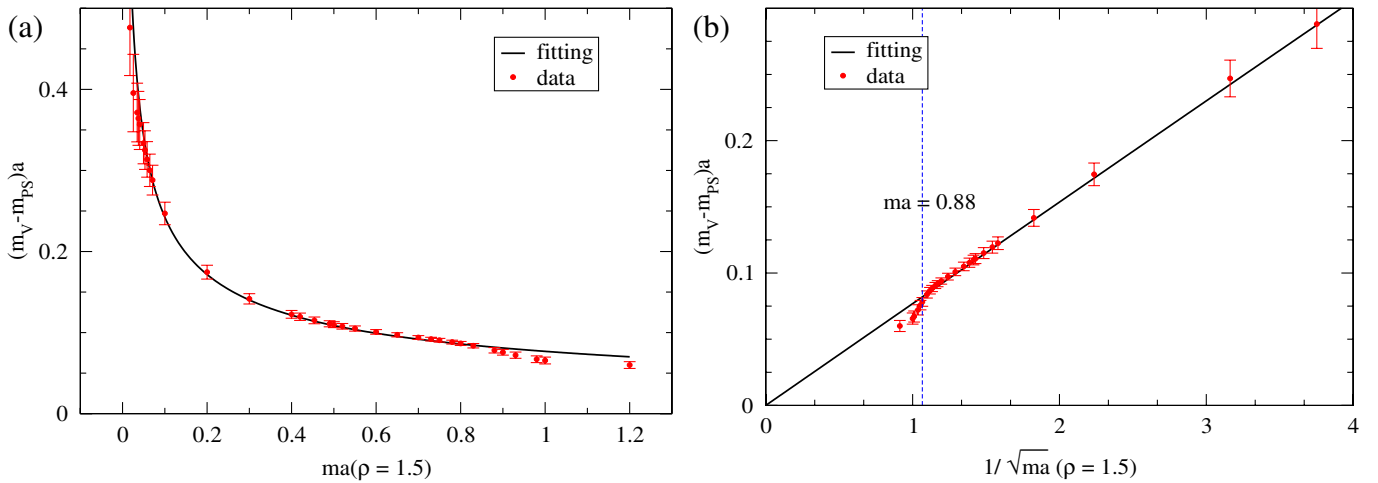 (a)
(m_V-m_PS)a
0.4
0.2
0
0
0.2
0.4
0.6
0.8
1
1.2
ma(ρ = 1.5)
fitting
data
(b)
(m_V-m_PS)a
0.2
0.1
0
0
1
2
3
4
1/√ma (ρ = 1.5)
fitting
data
ma = 0.88